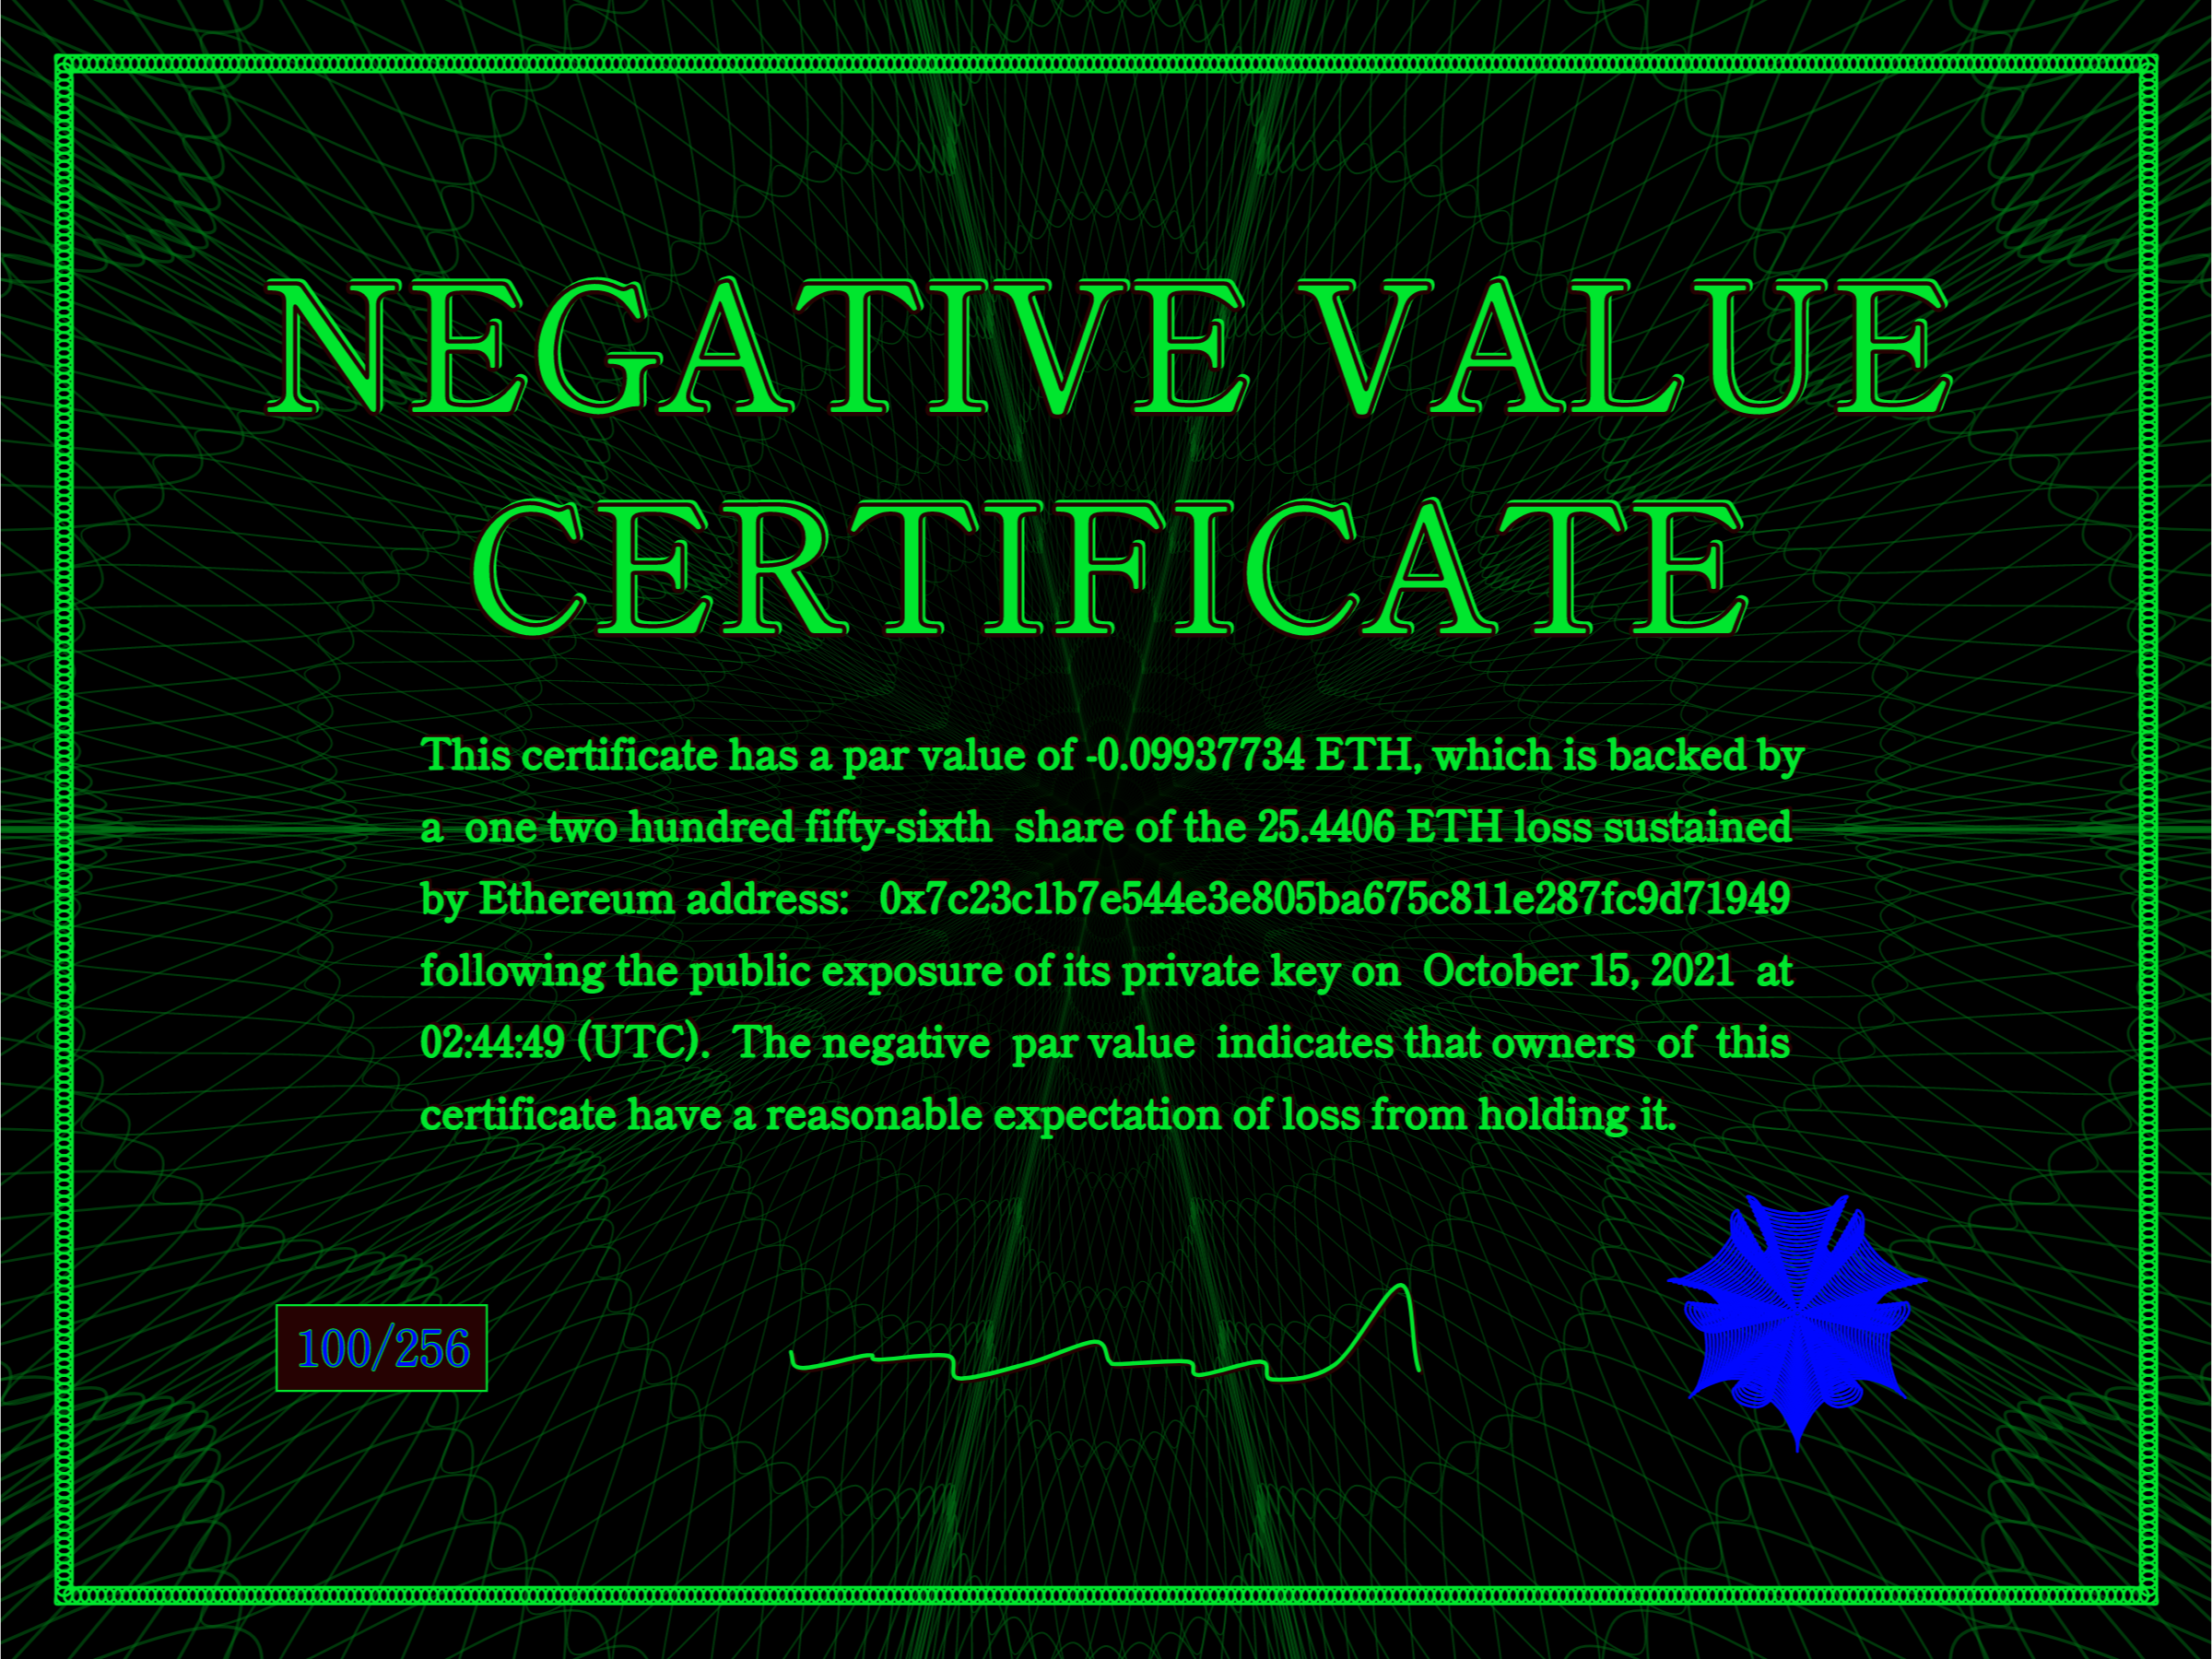 NEGATIVE VALUE
CERTIFICATE
This certificate has a par value of -0.09937734 ETH, which is backed by
a one two hundred fifty-sixth share of the 25.4406 ETH loss sustained
by Ethereum address: 0x7c23c1b7e544e3e805ba675c811e287fc9d71949
following the public exposure of its private key on October 15, 2021 at
02:44:49 (UTC). The negative par value indicates that owners of this
certificate have a reasonable expectation of loss from holding it.
100/256